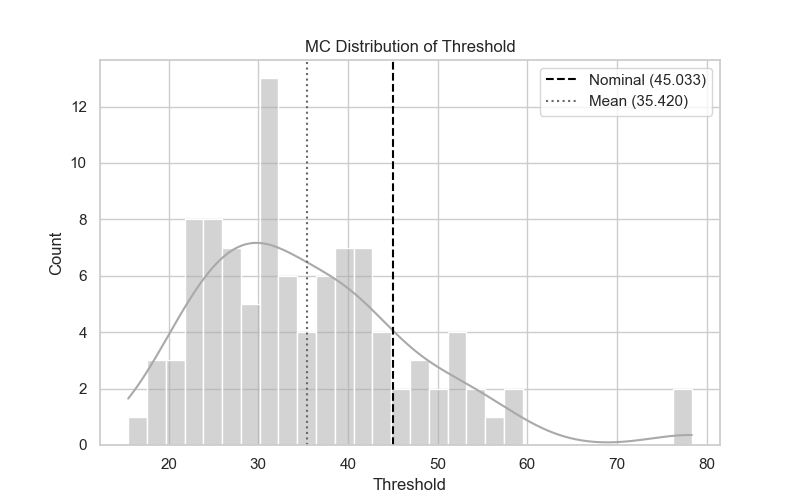 MC Distribution of Threshold
Nominal (45.033)
Mean (35.420)
Count
12
10
8
6
4
2
0
20 30 40 50 60 70 80
Threshold